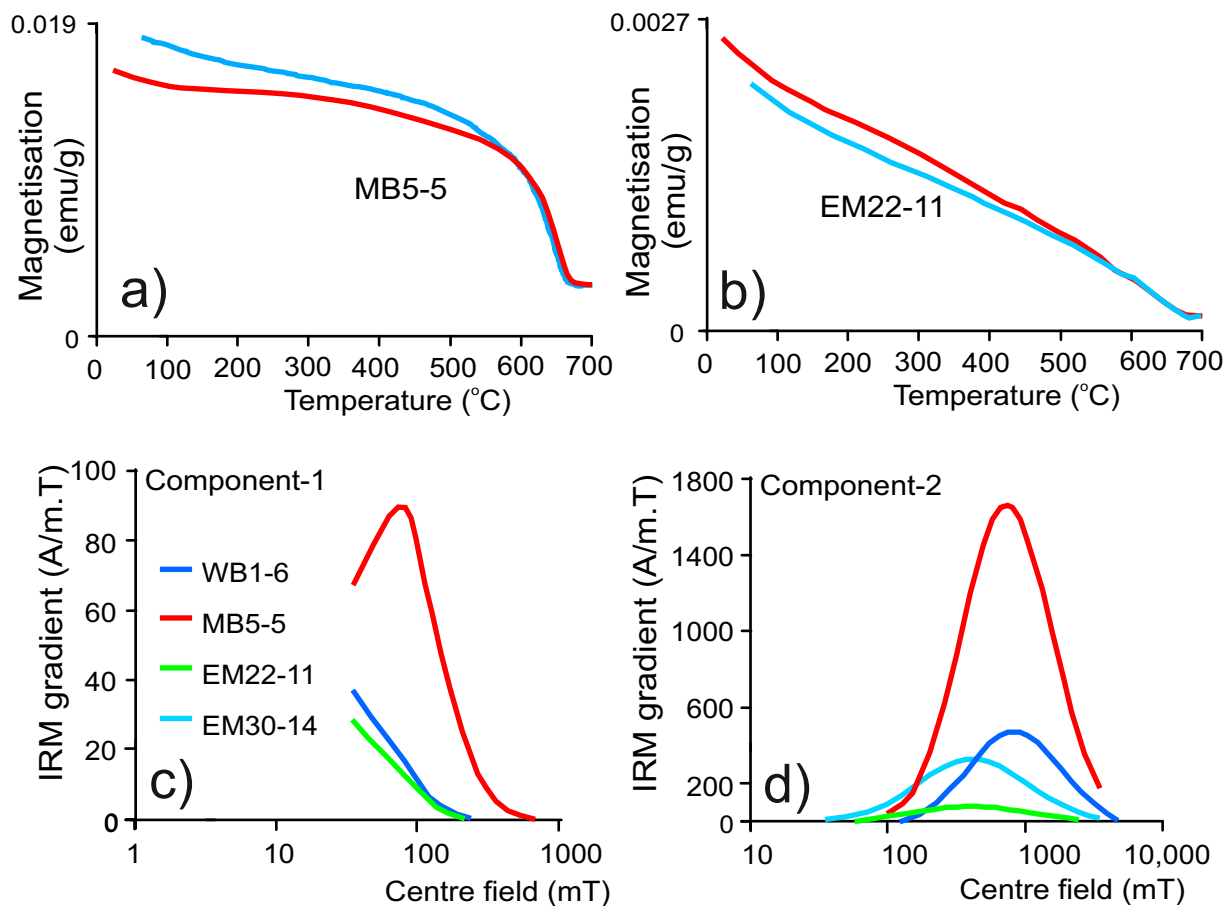 0.019
Magnetisation
(emu/g)
MB5-5
a)
0
0 100 200 300 400 500 600 700
Temperature (°C)
0.0027
Magnetisation
(emu/g)
EM22-11
b)
0
0 100 200 300 400 500 600 700
Temperature (°C)
100
80
60
40
20
0
IRM gradient (A/m.T)
Component-1
WB1-6
MB5-5
EM22-11
EM30-14
c)
1 10 100 1000
Centre field (mT)
1800
1400
1000
600
200
0
IRM gradient (A/m.T)
Component-2
d)
10 100 1000 10,000
Centre field (mT)